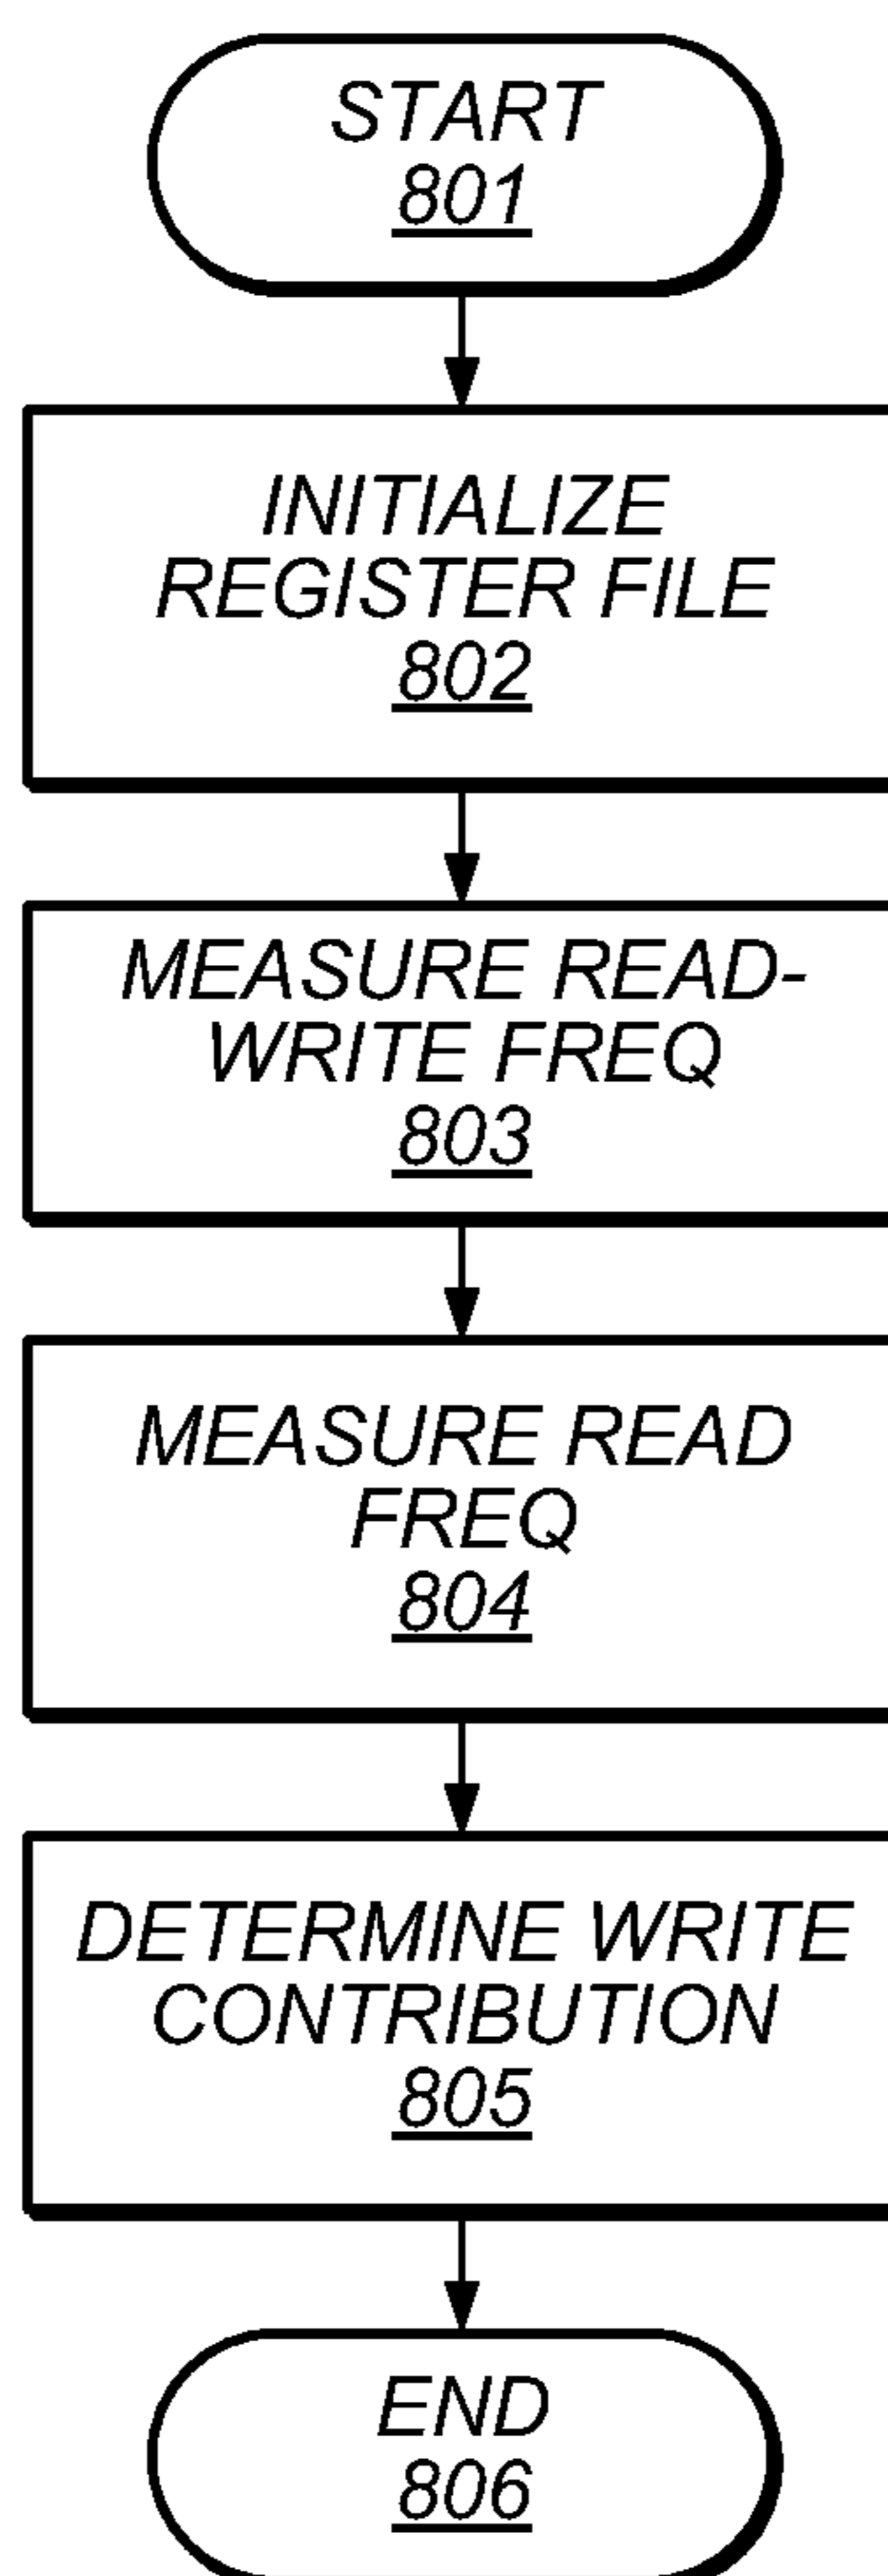 START
801
INITIALIZE
REGISTER FILE
802
MEASURE READ-
WRITE FREQ
803
MEASURE READ
FREQ
804
DETERMINE WRITE
CONTRIBUTION
805
END
806